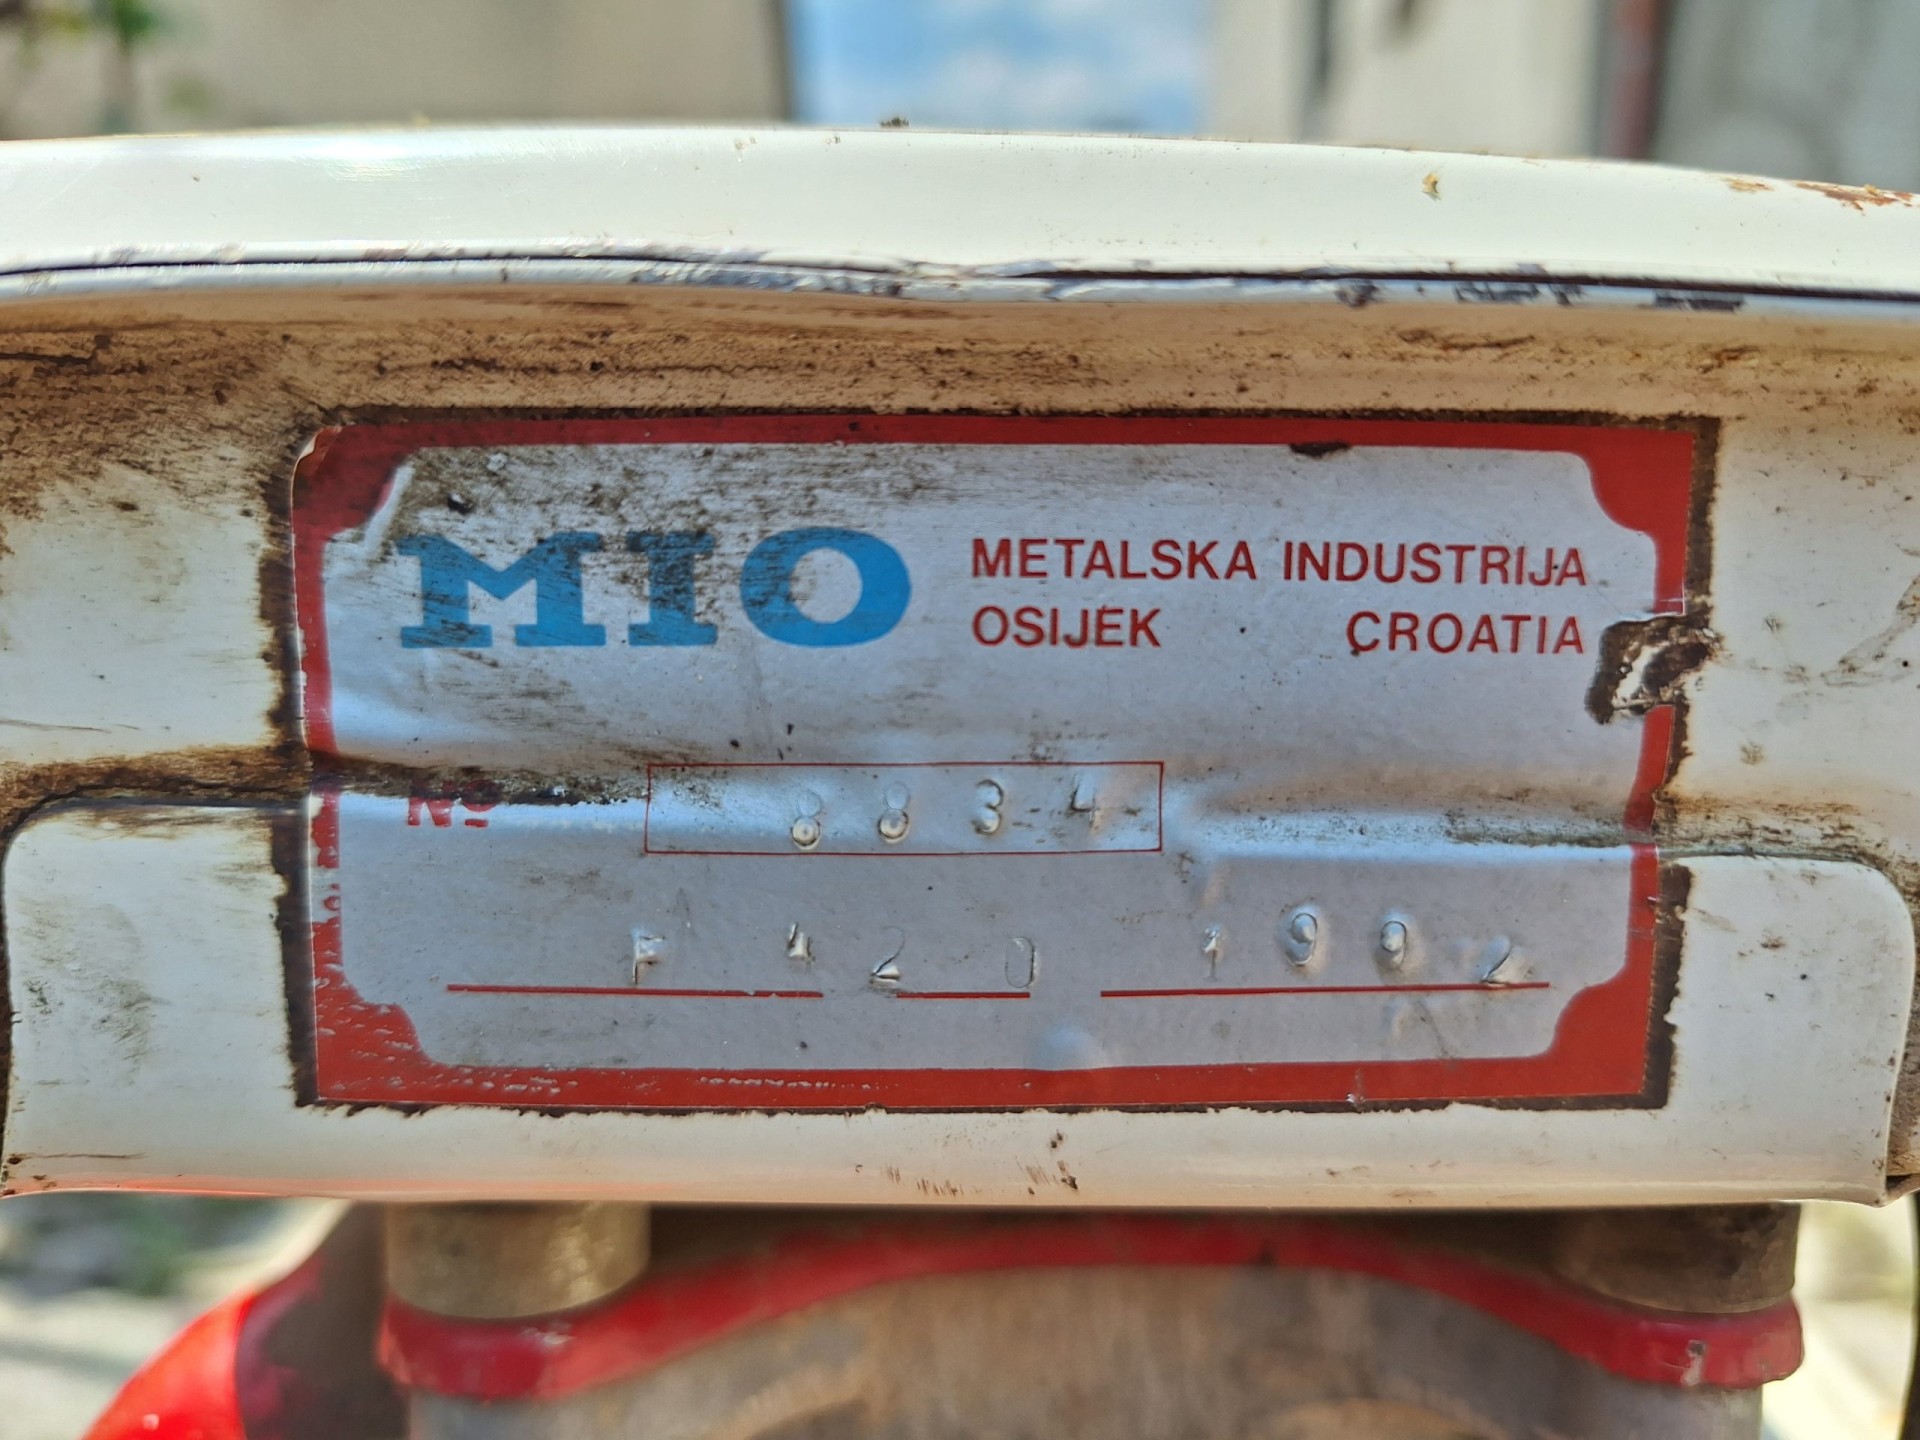 MIO METALSKA INDUSTRIJA
OSIJEK CROATIA
Nº 8834
F 420 1992